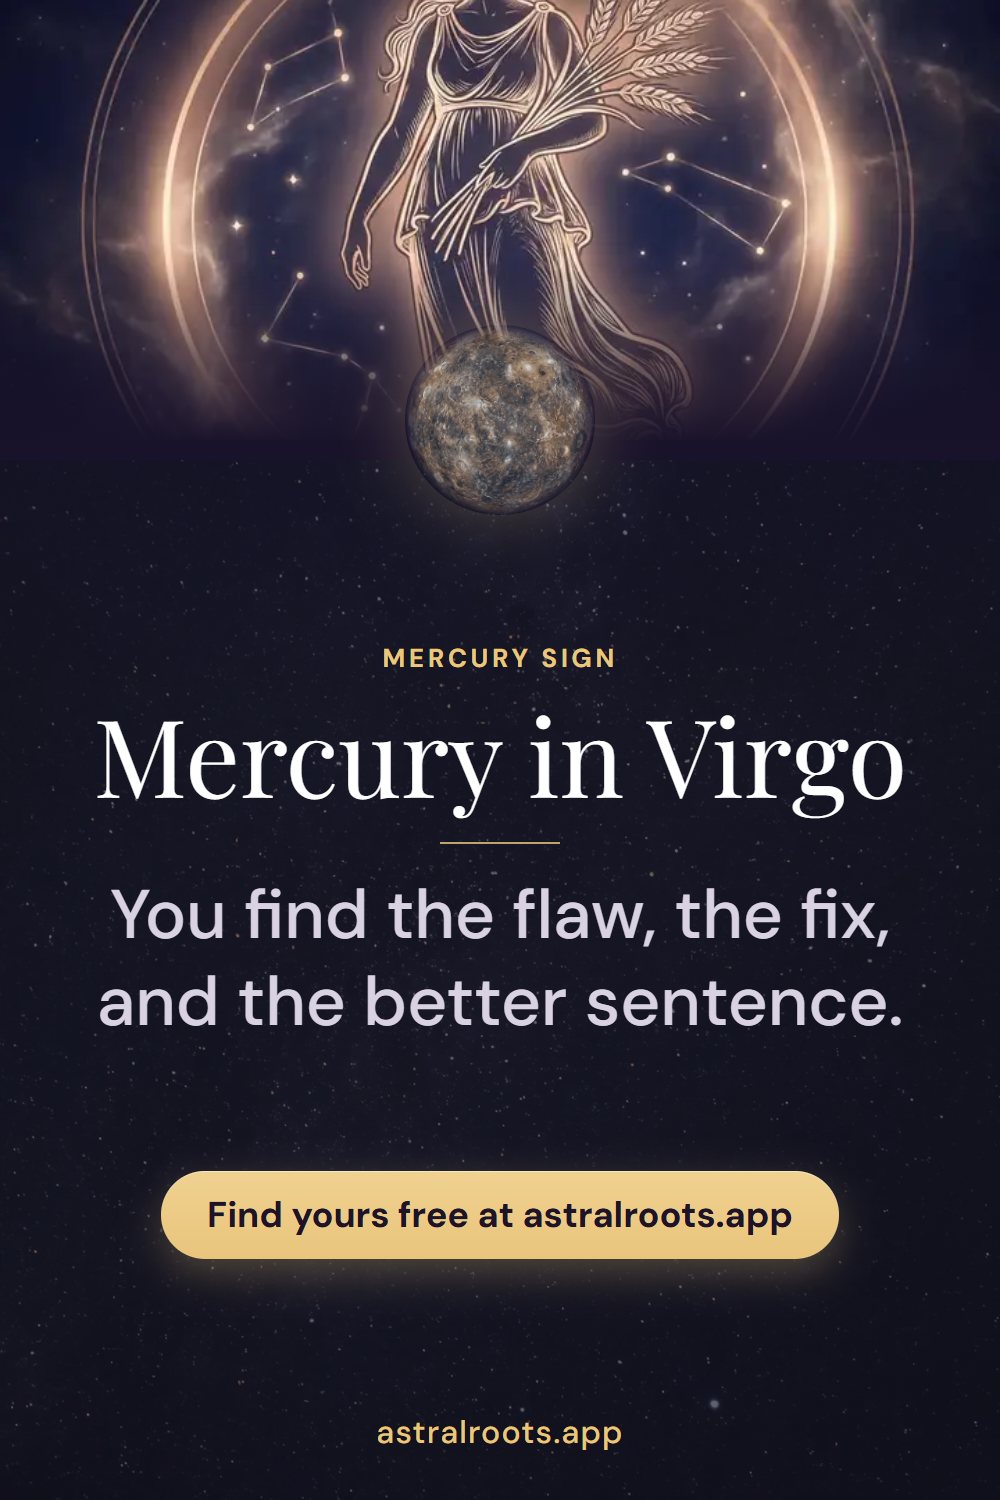 MERCURY SIGN
Mercury in Virgo
You find the flaw, the fix,
and the better sentence.
Find yours free at astralroots.app
astralroots.app